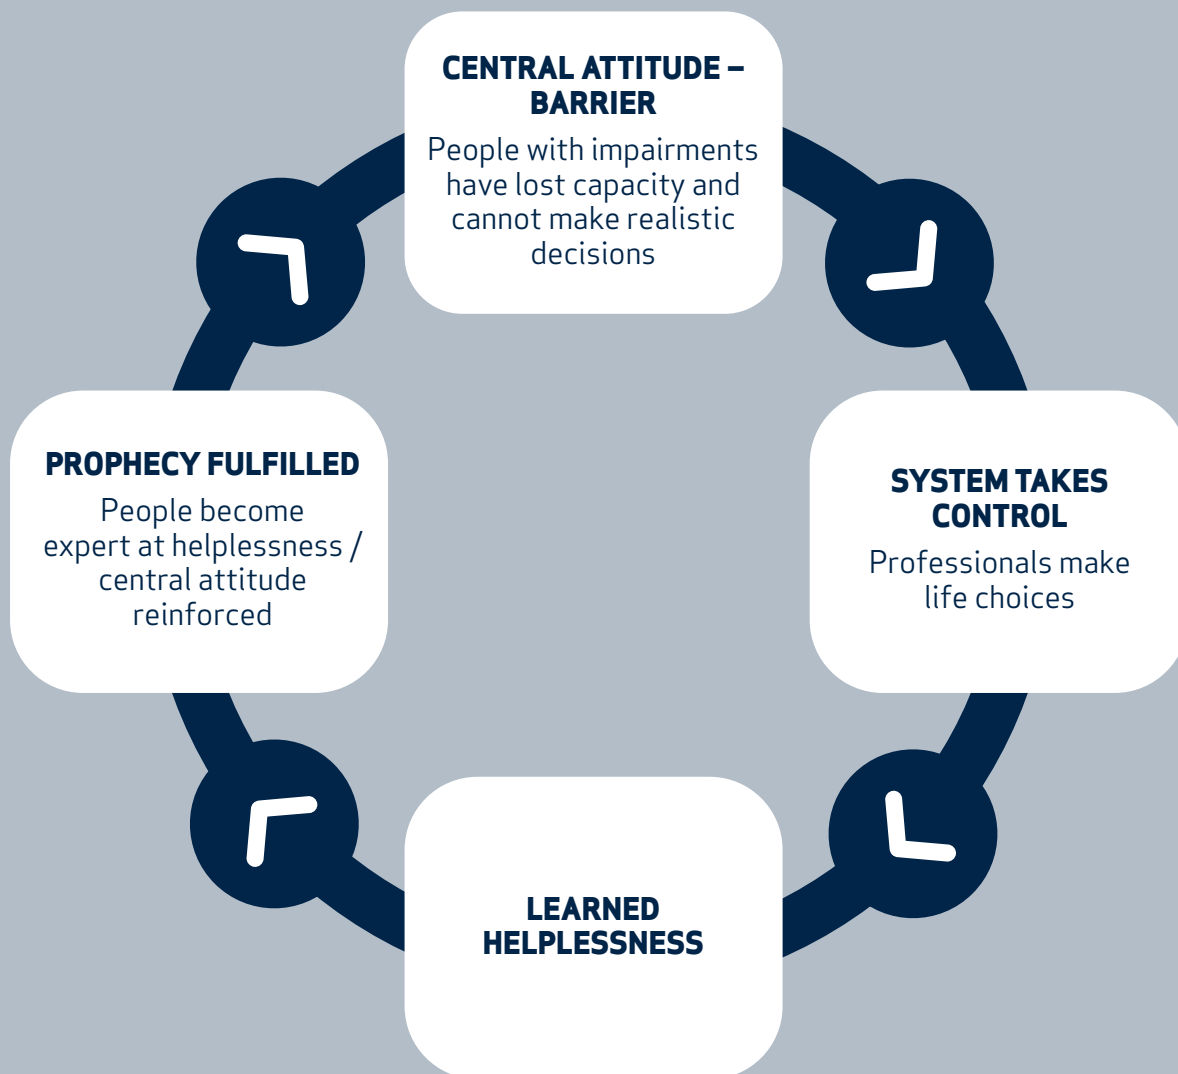 CENTRAL ATTITUDE –
BARRIER
People with impairments
have lost capacity and
cannot make realistic
decisions
SYSTEM TAKES
CONTROL
Professionals make
life choices
LEARNED
HELPLESSNESS
PROPHECY FULFILLED
People become
expert at helplessness /
central attitude
reinforced